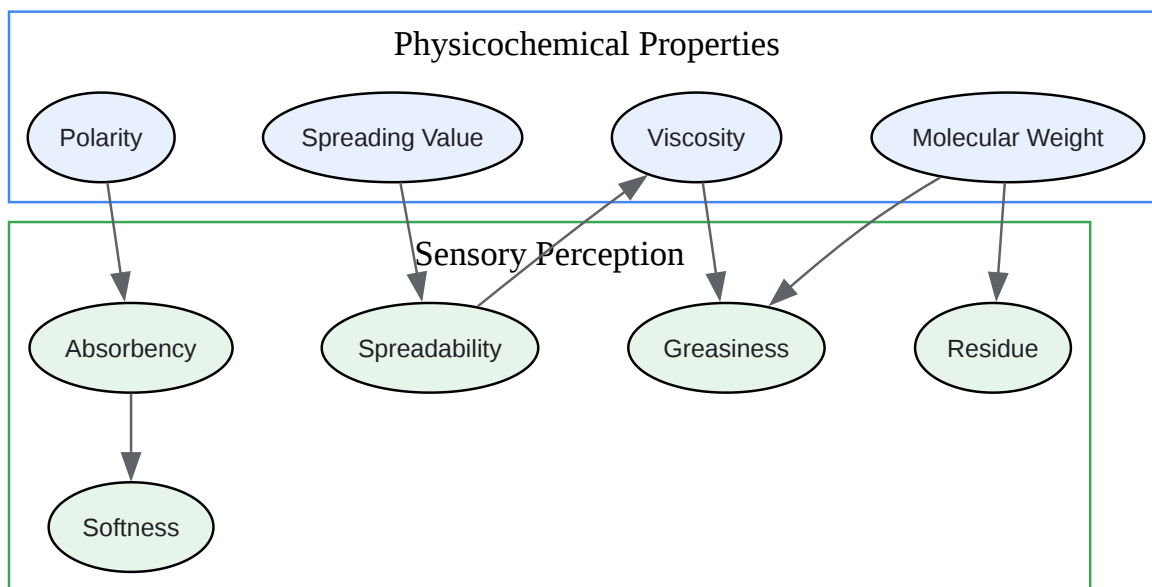 Physicochemical Properties
Polarity
Spreading Value
Viscosity
Molecular Weight
Sensory Perception
Absorbency
Spreadability
Greasiness
Residue
Softness